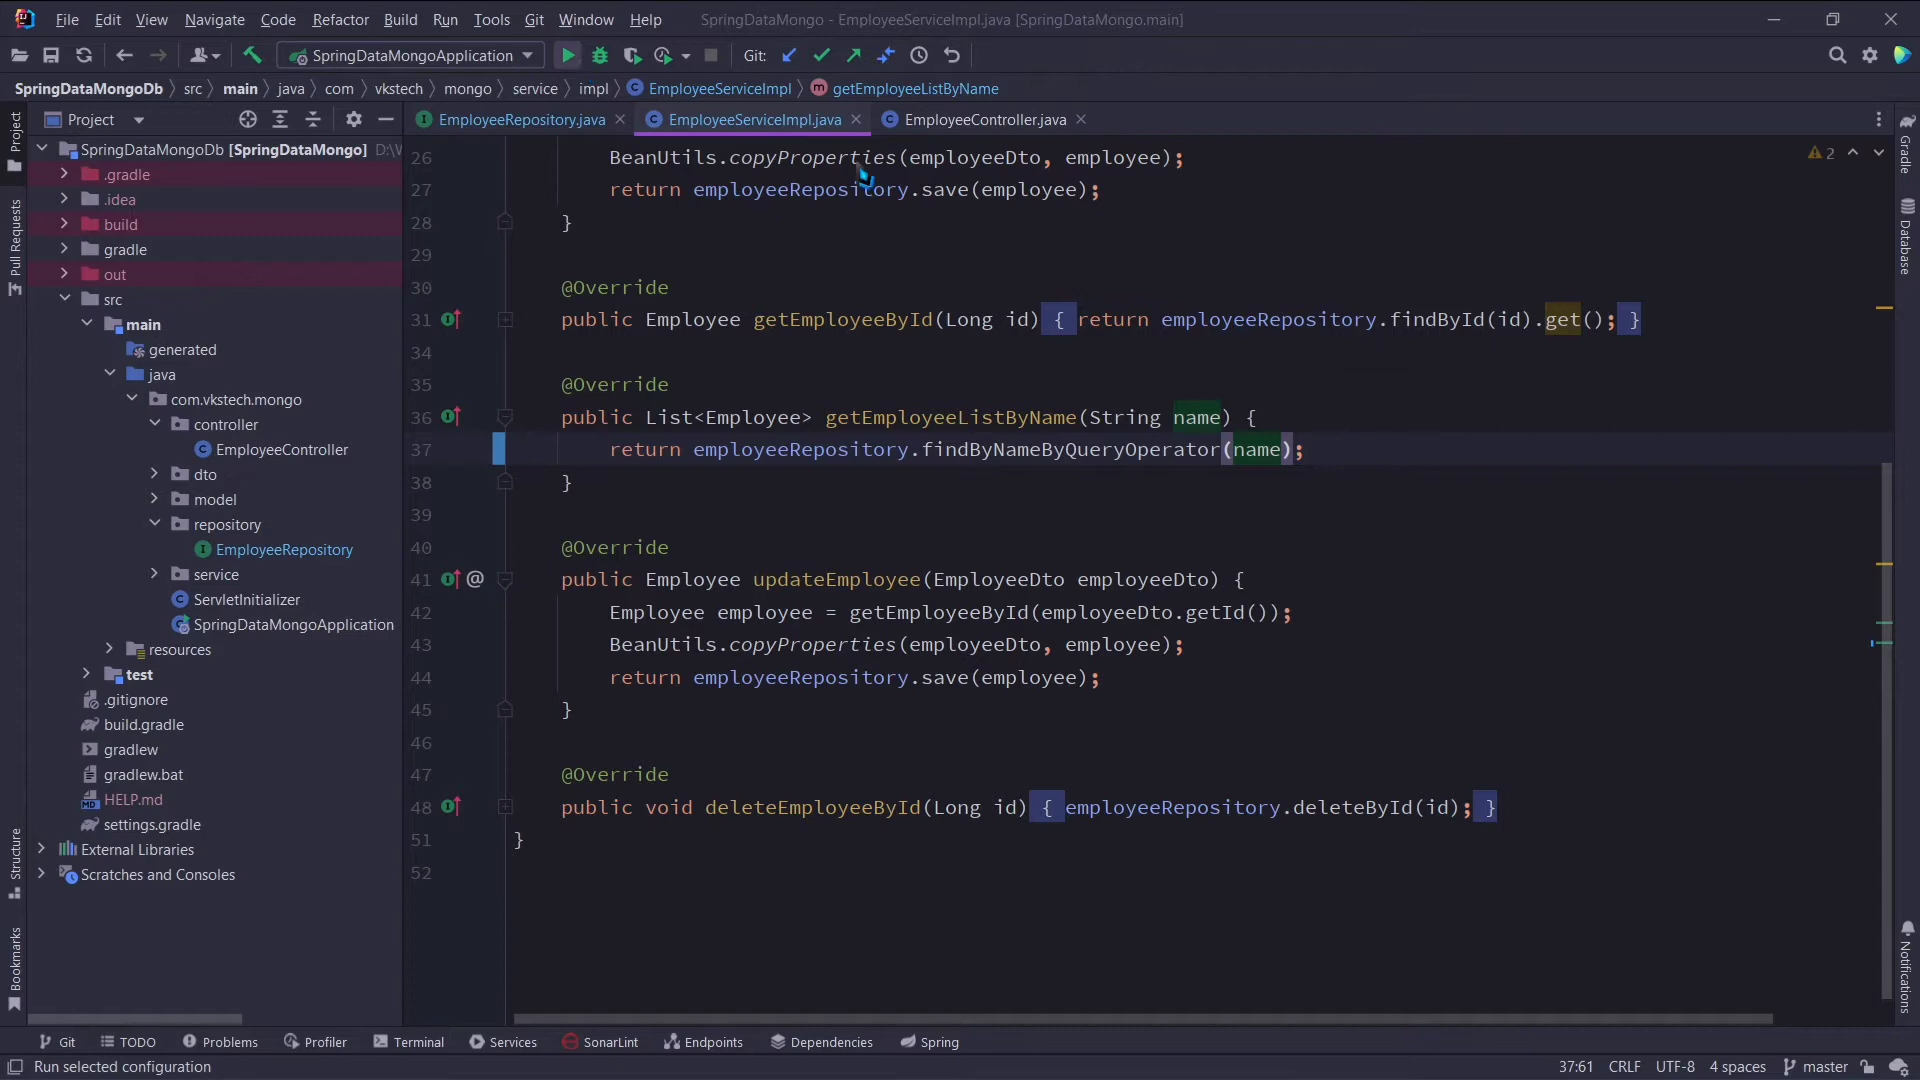 File Edit View Navigate Code Refactor Build Run Tools Git Window Help SpringDataMongo - EmployeeServiceImpl.java [SpringDataMongo.main]
SpringDataMongoApplication Git:
SpringDataMongoDb src main java com vkstech mongo service impl EmployeeServiceImpl getEmployeeListByName
Project EmployeeRepository.java EmployeeServiceImpl.java EmployeeController.java
Project
Pull Requests
Structure
Bookmarks
SpringDataMongoDb [SpringDataMongo] D:\
.gradle
.idea
build
gradle
out
src
main
generated
java
com.vkstech.mongo
controller
EmployeeController
dto
model
repository
EmployeeRepository
service
ServletInitializer
SpringDataMongoApplication
resources
test
.gitignore
build.gradle
gradlew
gradlew.bat
HELP.md
settings.gradle
External Libraries
Scratches and Consoles
26 BeanUtils.copyProperties(employeeDto, employee);
27 return employeeRepository.save(employee);
28 }
29
30 @Override
31 public Employee getEmployeeById(Long id) { return employeeRepository.findById(id).get(); }
34
35 @Override
36 public List<Employee> getEmployeeListByName(String name) {
37 return employeeRepository.findByNameByQueryOperator(name);
38 }
39
40 @Override
41 @ public Employee updateEmployee(EmployeeDto employeeDto) {
42 Employee employee = getEmployeeById(employeeDto.getId());
43 BeanUtils.copyProperties(employeeDto, employee);
44 return employeeRepository.save(employee);
45 }
46
47 @Override
48 public void deleteEmployeeById(Long id) { employeeRepository.deleteById(id); }
51 }
52
2
Gradle
Database
Notifications
Git TODO Problems Profiler Terminal Services SonarLint Endpoints Dependencies Spring
Run selected configuration 37:61 CRLF UTF-8 4 spaces master